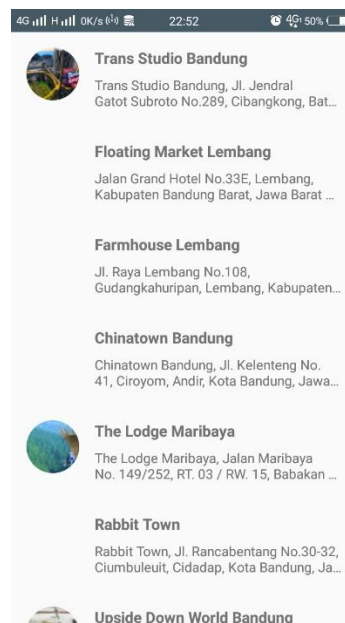 4G H 0K/s 22:52 4G 50%
Trans Studio Bandung
Trans Studio Bandung, Jl. Jendral
Gatot Subroto No.289, Cibangkong, Bat...
Floating Market Lembang
Jalan Grand Hotel No.33E, Lembang,
Kabupaten Bandung Barat, Jawa Barat ...
Farmhouse Lembang
Jl. Raya Lembang No.108,
Gudangkahuripan, Lembang, Kabupaten...
Chinatown Bandung
Chinatown Bandung, Jl. Kelenteng No.
41, Ciroyom, Andir, Kota Bandung, Jawa...
The Lodge Maribaya
The Lodge Maribaya, Jalan Maribaya
No. 149/252, RT. 03 / RW. 15, Babakan ...
Rabbit Town
Rabbit Town, Jl. Rancabentang No.30-32,
Ciumbuleuit, Cidadap, Kota Bandung, Ja...
Upside Down World Bandung